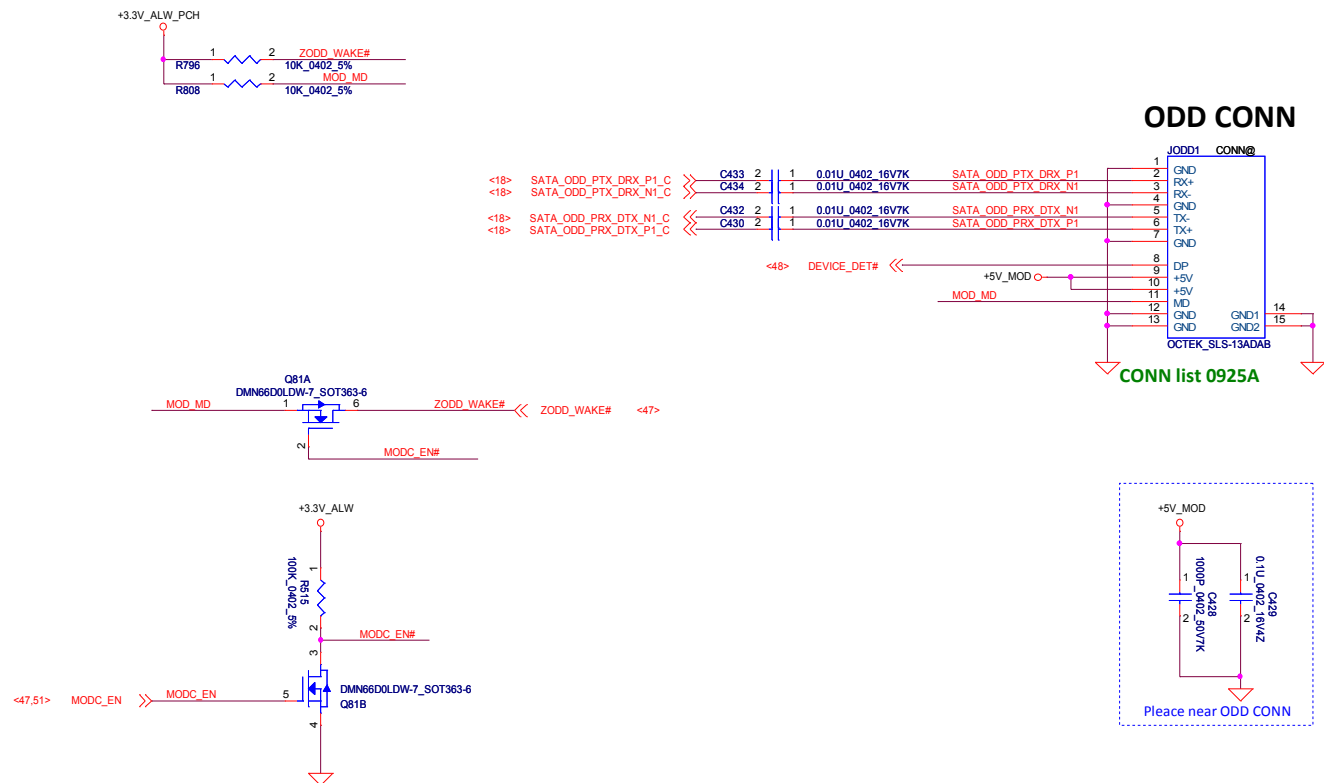 +3.3V_ALW_PCH
1 2 ZODD_WAKE#
R796 10K_0402_5%
1 2 MOD_MD
R808 10K_0402_5%
ODD CONN
JODD1 CONN@
1 GND
<18> SATA_ODD_PTX_DRX_P1_C C433 2 1 0.01U_0402_16V7K SATA_ODD_PTX_DRX_P1 2 RX+
<18> SATA_ODD_PTX_DRX_N1_C C434 2 1 0.01U_0402_16V7K SATA_ODD_PTX_DRX_N1 3 RX-
4 GND
<18> SATA_ODD_PRX_DTX_N1_C C432 2 1 0.01U_0402_16V7K SATA_ODD_PRX_DTX_N1 5 TX-
<18> SATA_ODD_PRX_DTX_P1_C C430 2 1 0.01U_0402_16V7K SATA_ODD_PRX_DTX_P1 6 TX+
7 GND
<48> DEVICE_DET# 8 DP
+5V_MOD 9 +5V
10 +5V
MOD_MD 11 MD
12 GND GND1 14
13 GND GND2 15
OCTEK_SLS-13ADAB
CONN list 0925A
Q81A
DMN66D0LDW-7_SOT363-6
MOD_MD 1 6 ZODD_WAKE# ZODD_WAKE# <47>
2
MODC_EN#
+3.3V_ALW
1
R515
100K_0402_5%
2
MODC_EN#
3
<47,51> MODC_EN MODC_EN 5
DMN66D0LDW-7_SOT363-6
Q81B
4
+5V_MOD
1 1
C428
1000P_0402_50V7K
C429
0.1U_0402_16V4Z
2 2
Pleace near ODD CONN